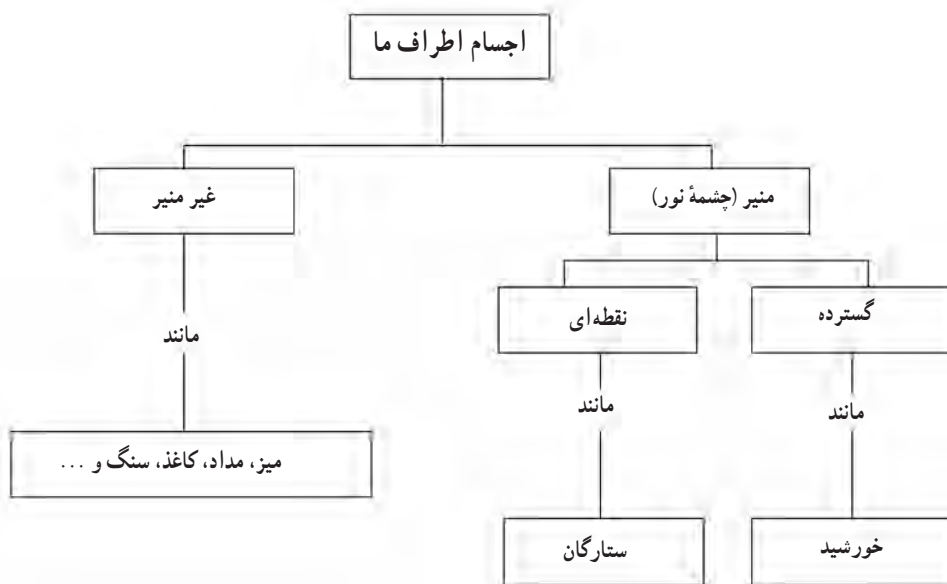 اجسام اطراف ما
منیر (چشمهٔ نور)
غیر منیر
گسترده
نقطه‌ای
مانند
مانند
مانند
میز، مداد، کاغذ، سنگ و ...
خورشید
ستارگان